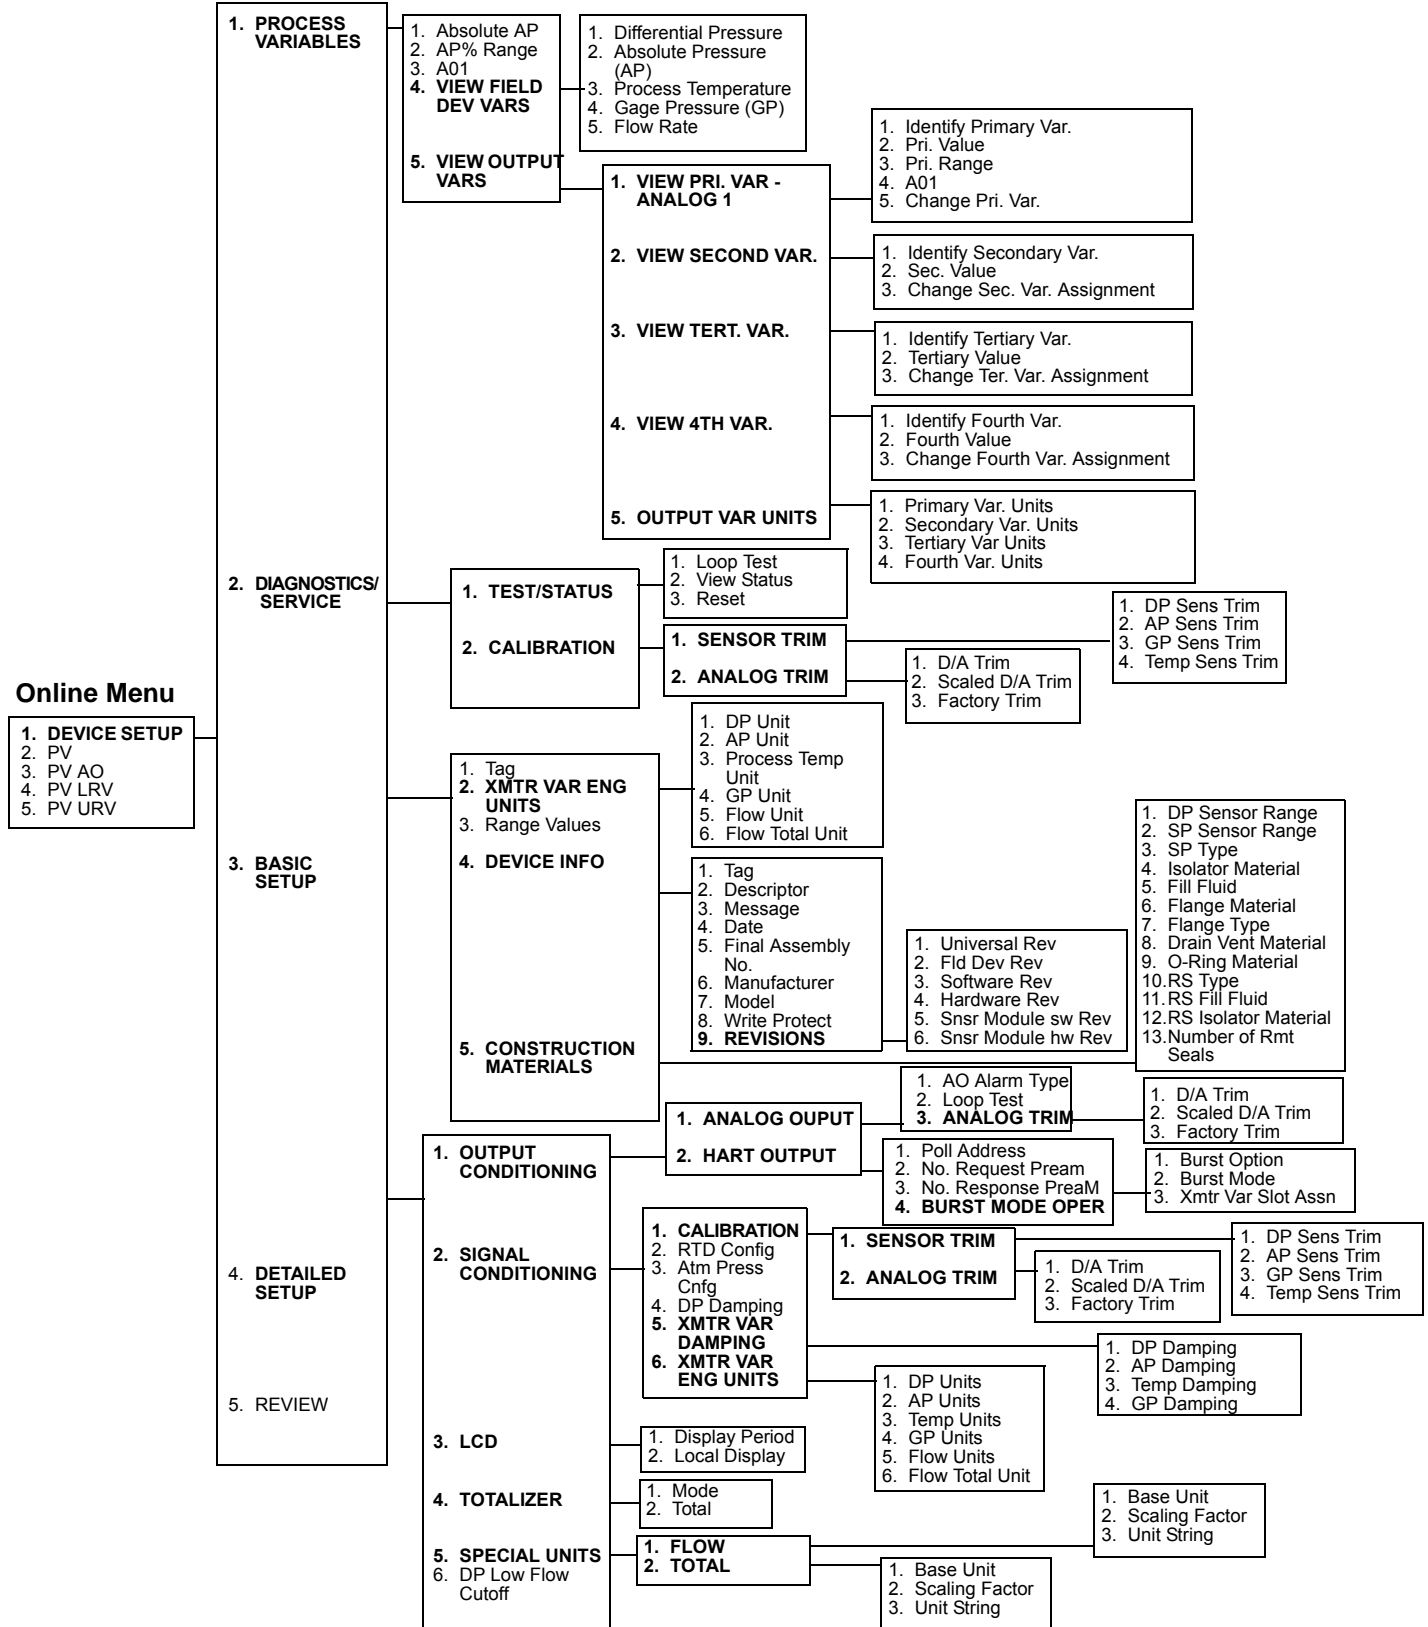 Online Menu
1. DEVICE SETUP
2. PV
3. PV AO
4. PV LRV
5. PV URV
1. PROCESS
VARIABLES
2. DIAGNOSTICS/
SERVICE
3. BASIC
SETUP
4. DETAILED
SETUP
5. REVIEW
1. Absolute AP
2. AP% Range
3. A01
4. VIEW FIELD
DEV VARS
5. VIEW OUTPUT
VARS
1. Differential Pressure
2. Absolute Pressure
(AP)
3. Process Temperature
4. Gage Pressure (GP)
5. Flow Rate
1. VIEW PRI. VAR -
ANALOG 1
2. VIEW SECOND VAR.
3. VIEW TERT. VAR.
4. VIEW 4TH VAR.
5. OUTPUT VAR UNITS
1. Identify Primary Var.
2. Pri. Value
3. Pri. Range
4. A01
5. Change Pri. Var.
1. Identify Secondary Var.
2. Sec. Value
3. Change Sec. Var. Assignment
1. Identify Tertiary Var.
2. Tertiary Value
3. Change Ter. Var. Assignment
1. Identify Fourth Var.
2. Fourth Value
3. Change Fourth Var. Assignment
1. Primary Var. Units
2. Secondary Var. Units
3. Tertiary Var Units
4. Fourth Var. Units
1. TEST/STATUS
2. CALIBRATION
1. Loop Test
2. View Status
3. Reset
1. SENSOR TRIM
2. ANALOG TRIM
1. DP Sens Trim
2. AP Sens Trim
3. GP Sens Trim
4. Temp Sens Trim
1. D/A Trim
2. Scaled D/A Trim
3. Factory Trim
1. Tag
2. XMTR VAR ENG
UNITS
3. Range Values
4. DEVICE INFO
5. CONSTRUCTION
MATERIALS
1. DP Unit
2. AP Unit
3. Process Temp
Unit
4. GP Unit
5. Flow Unit
6. Flow Total Unit
1. Tag
2. Descriptor
3. Message
4. Date
5. Final Assembly
No.
6. Manufacturer
7. Model
8. Write Protect
9. REVISIONS
1. Universal Rev
2. Fld Dev Rev
3. Software Rev
4. Hardware Rev
5. Snsr Module sw Rev
6. Snsr Module hw Rev
1. DP Sensor Range
2. SP Sensor Range
3. SP Type
4. Isolator Material
5. Fill Fluid
6. Flange Material
7. Flange Type
8. Drain Vent Material
9. O-Ring Material
10.RS Type
11.RS Fill Fluid
12.RS Isolator Material
13.Number of Rmt
Seals
1. OUTPUT
CONDITIONING
2. SIGNAL
CONDITIONING
3. LCD
4. TOTALIZER
5. SPECIAL UNITS
6. DP Low Flow
Cutoff
1. ANALOG OUPUT
2. HART OUTPUT
1. AO Alarm Type
2. Loop Test
3. ANALOG TRIM
1. D/A Trim
2. Scaled D/A Trim
3. Factory Trim
1. Poll Address
2. No. Request Pream
3. No. Response PreaM
4. BURST MODE OPER
1. Burst Option
2. Burst Mode
3. Xmtr Var Slot Assn
1. CALIBRATION
2. RTD Config
3. Atm Press
Cnfg
4. DP Damping
5. XMTR VAR
DAMPING
6. XMTR VAR
ENG UNITS
1. SENSOR TRIM
2. ANALOG TRIM
1. DP Sens Trim
2. AP Sens Trim
3. GP Sens Trim
4. Temp Sens Trim
1. D/A Trim
2. Scaled D/A Trim
3. Factory Trim
1. DP Damping
2. AP Damping
3. Temp Damping
4. GP Damping
1. DP Units
2. AP Units
3. Temp Units
4. GP Units
5. Flow Units
6. Flow Total Unit
1. Display Period
2. Local Display
1. Mode
2. Total
1. FLOW
2. TOTAL
1. Base Unit
2. Scaling Factor
3. Unit String
1. Base Unit
2. Scaling Factor
3. Unit String